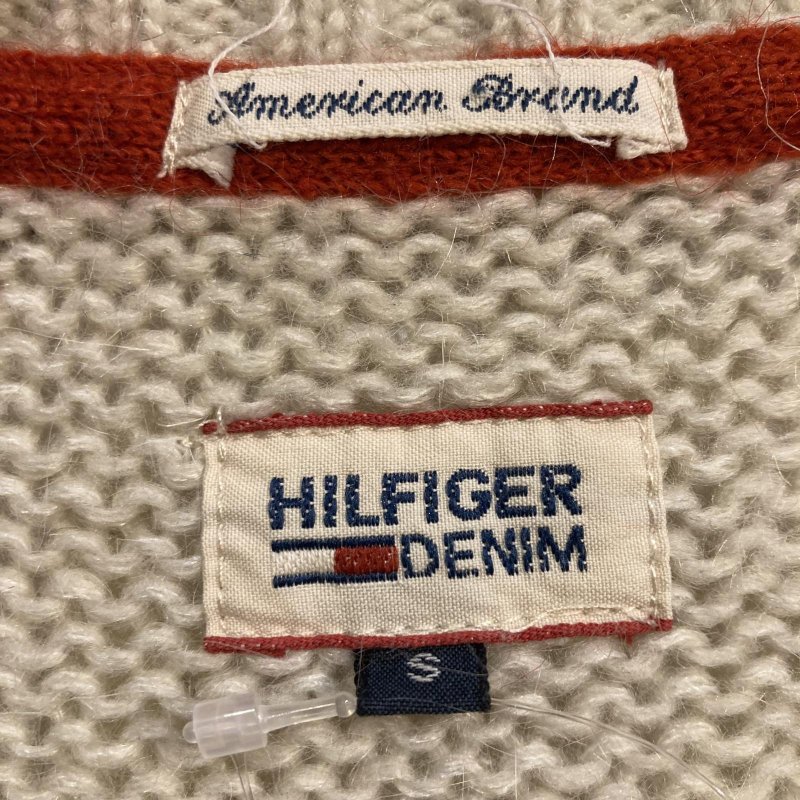 American Brand
HILFIGER
DENIM
S